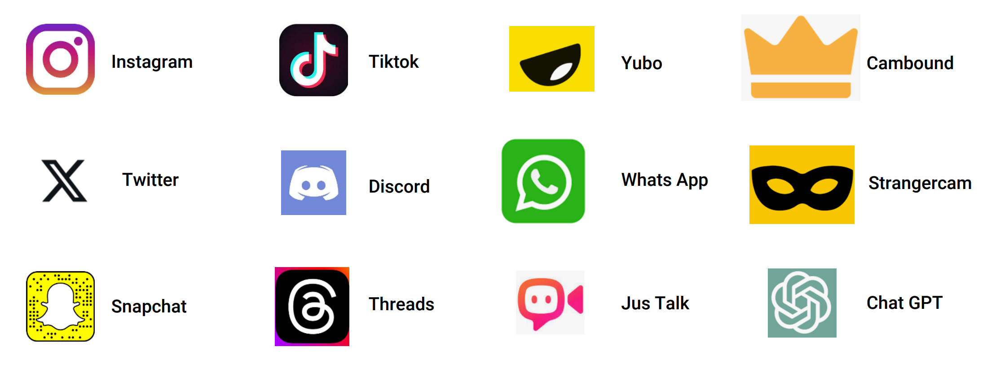 Instagram
Tiktok
Yubo
Cambound
Twitter
Discord
Whats App
Strangercam
Snapchat
Threads
Jus Talk
Chat GPT